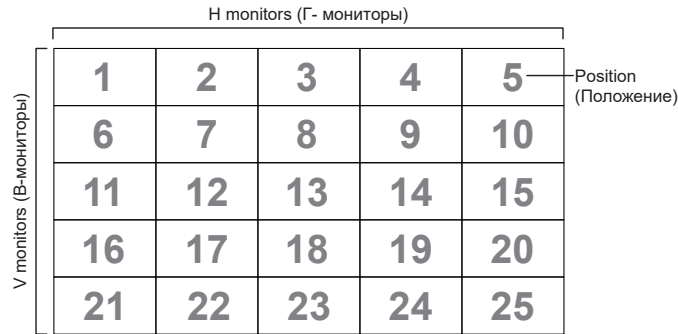 H monitors (Г- мониторы)
V monitors (В-мониторы)
1 2 3 4 5
Position
(Положение)
6 7 8 9 10
11 12 13 14 15
16 17 18 19 20
21 22 23 24 25